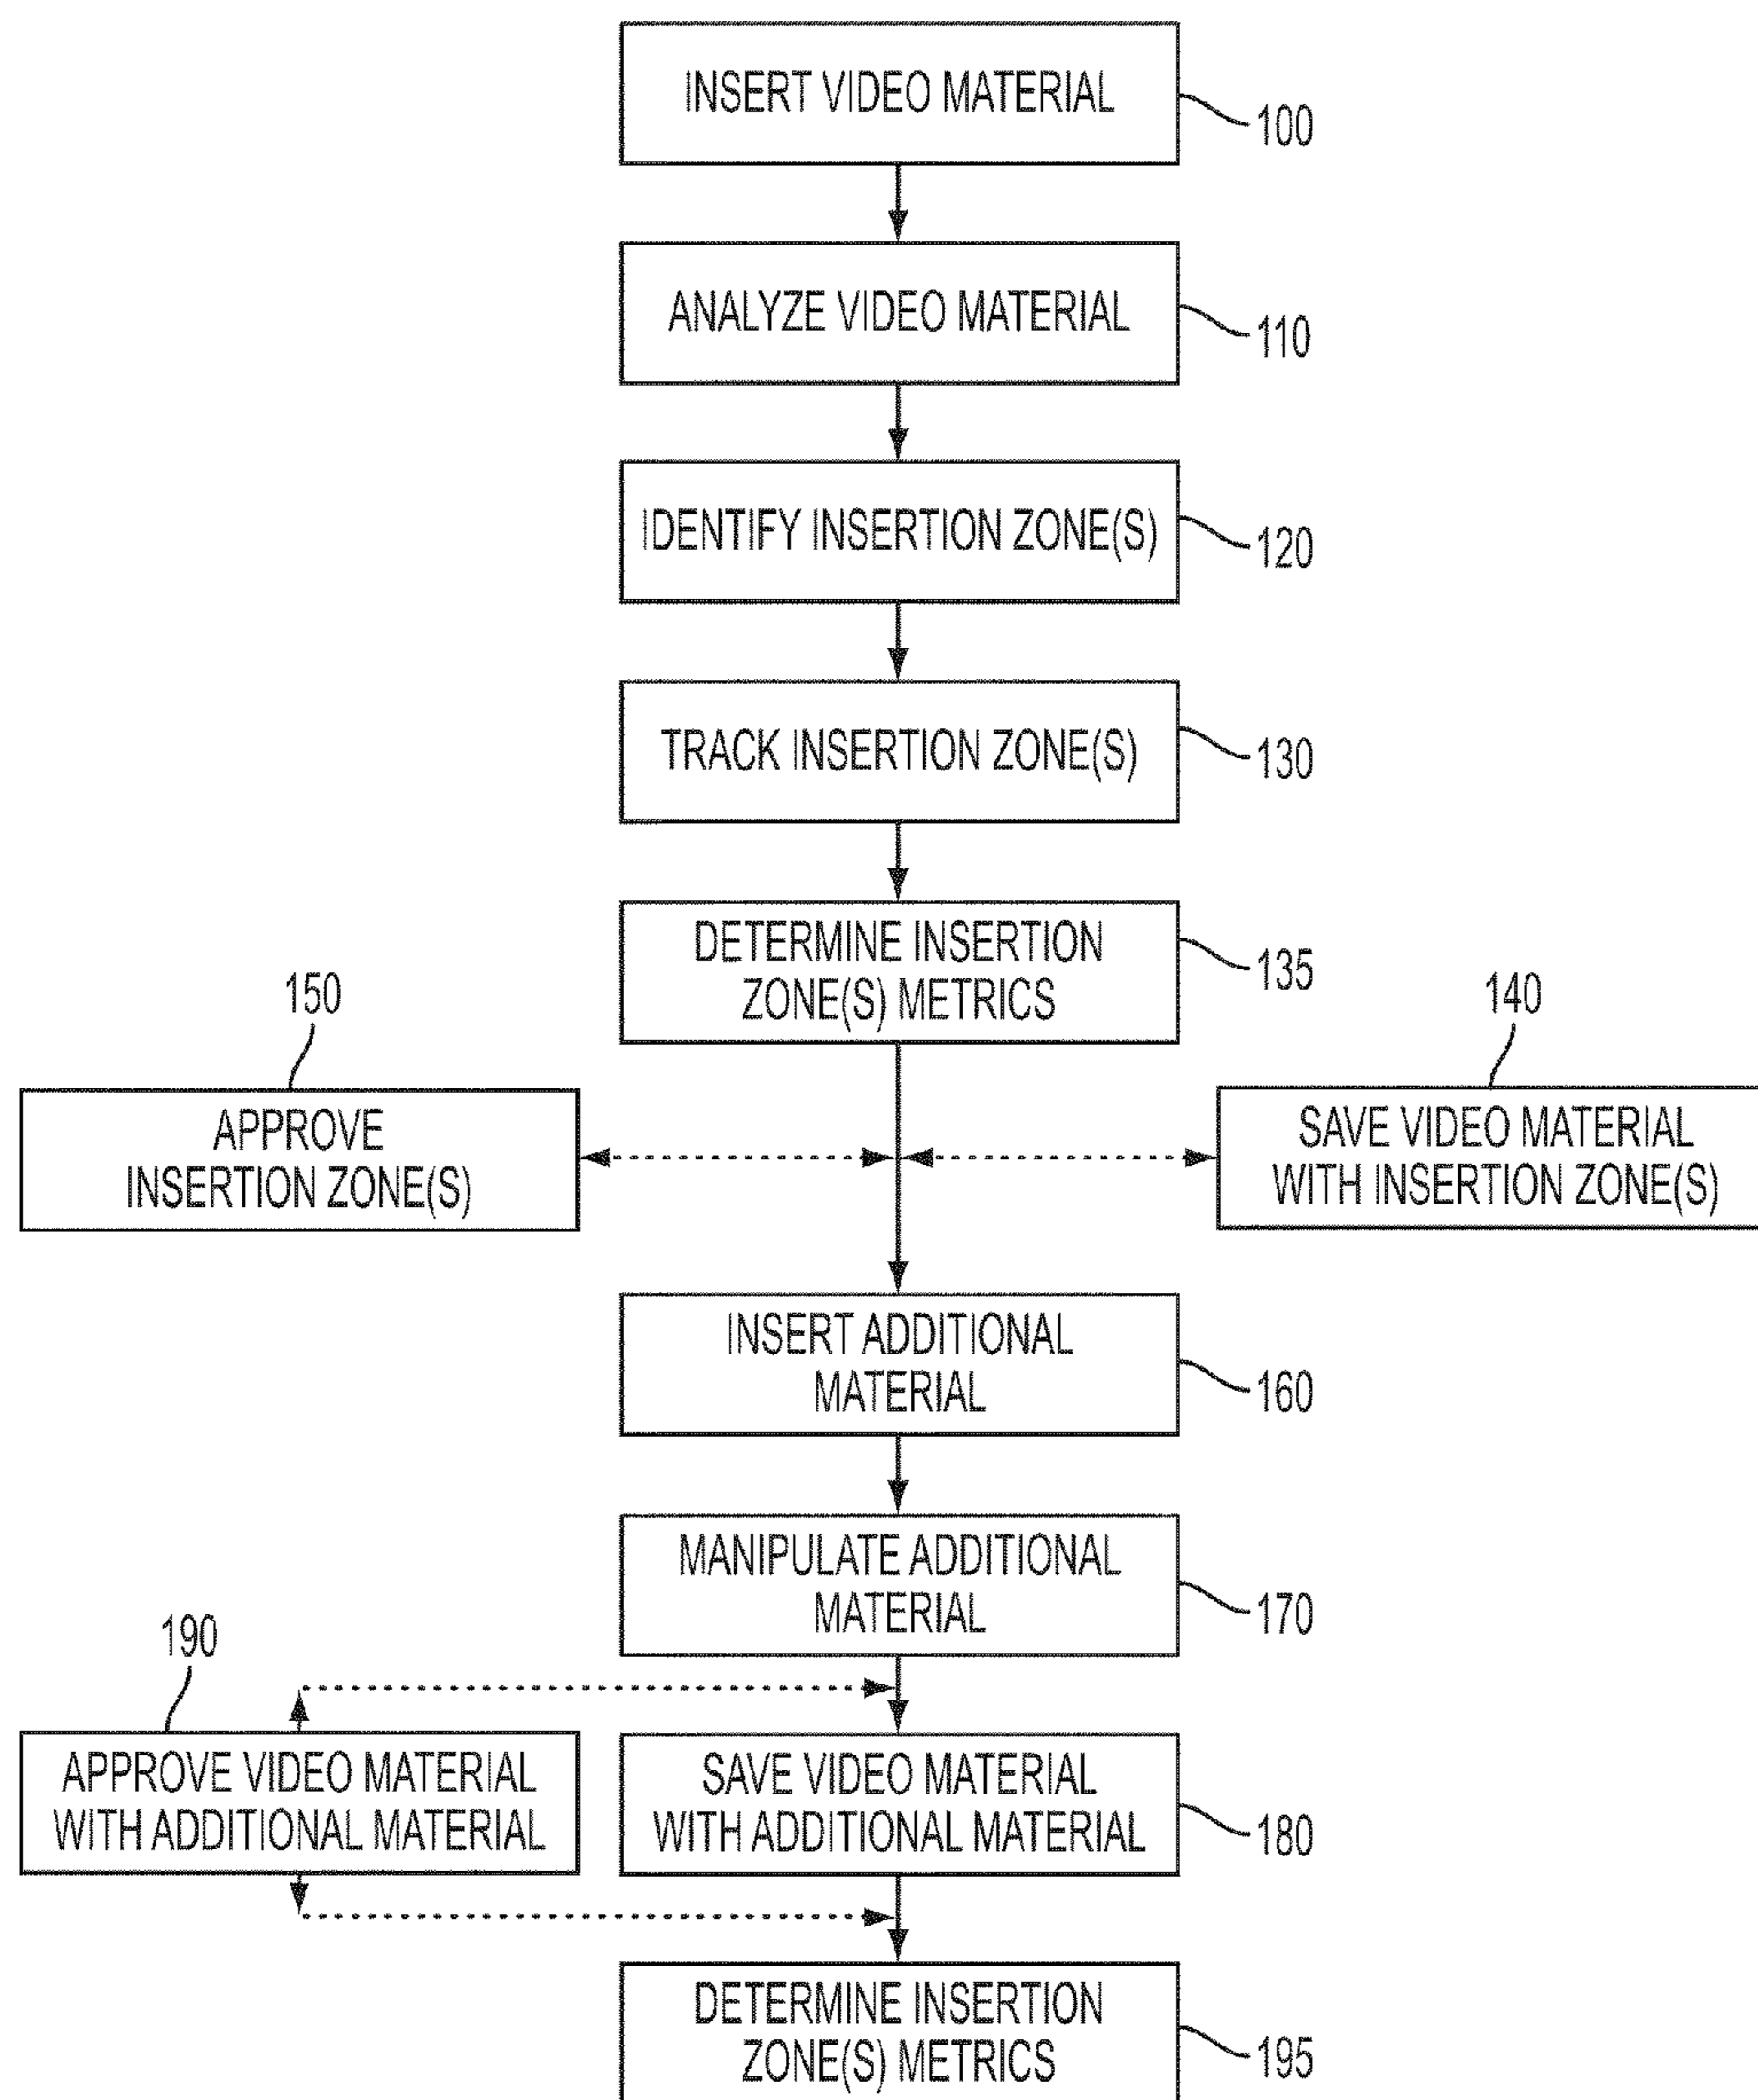 INSERT VIDEO MATERIAL
100
ANALYZE VIDEO MATERIAL
110
IDENTIFY INSERTION ZONE(S)
120
TRACK INSERTION ZONE(S)
130
DETERMINE INSERTION
ZONE(S) METRICS
135
150
APPROVE
INSERTION ZONE(S)
140
SAVE VIDEO MATERIAL
WITH INSERTION ZONE(S)
INSERT ADDITIONAL
MATERIAL
160
MANIPULATE ADDITIONAL
MATERIAL
170
190
APPROVE VIDEO MATERIAL
WITH ADDITIONAL MATERIAL
SAVE VIDEO MATERIAL
WITH ADDITIONAL MATERIAL
180
DETERMINE INSERTION
ZONE(S) METRICS
195